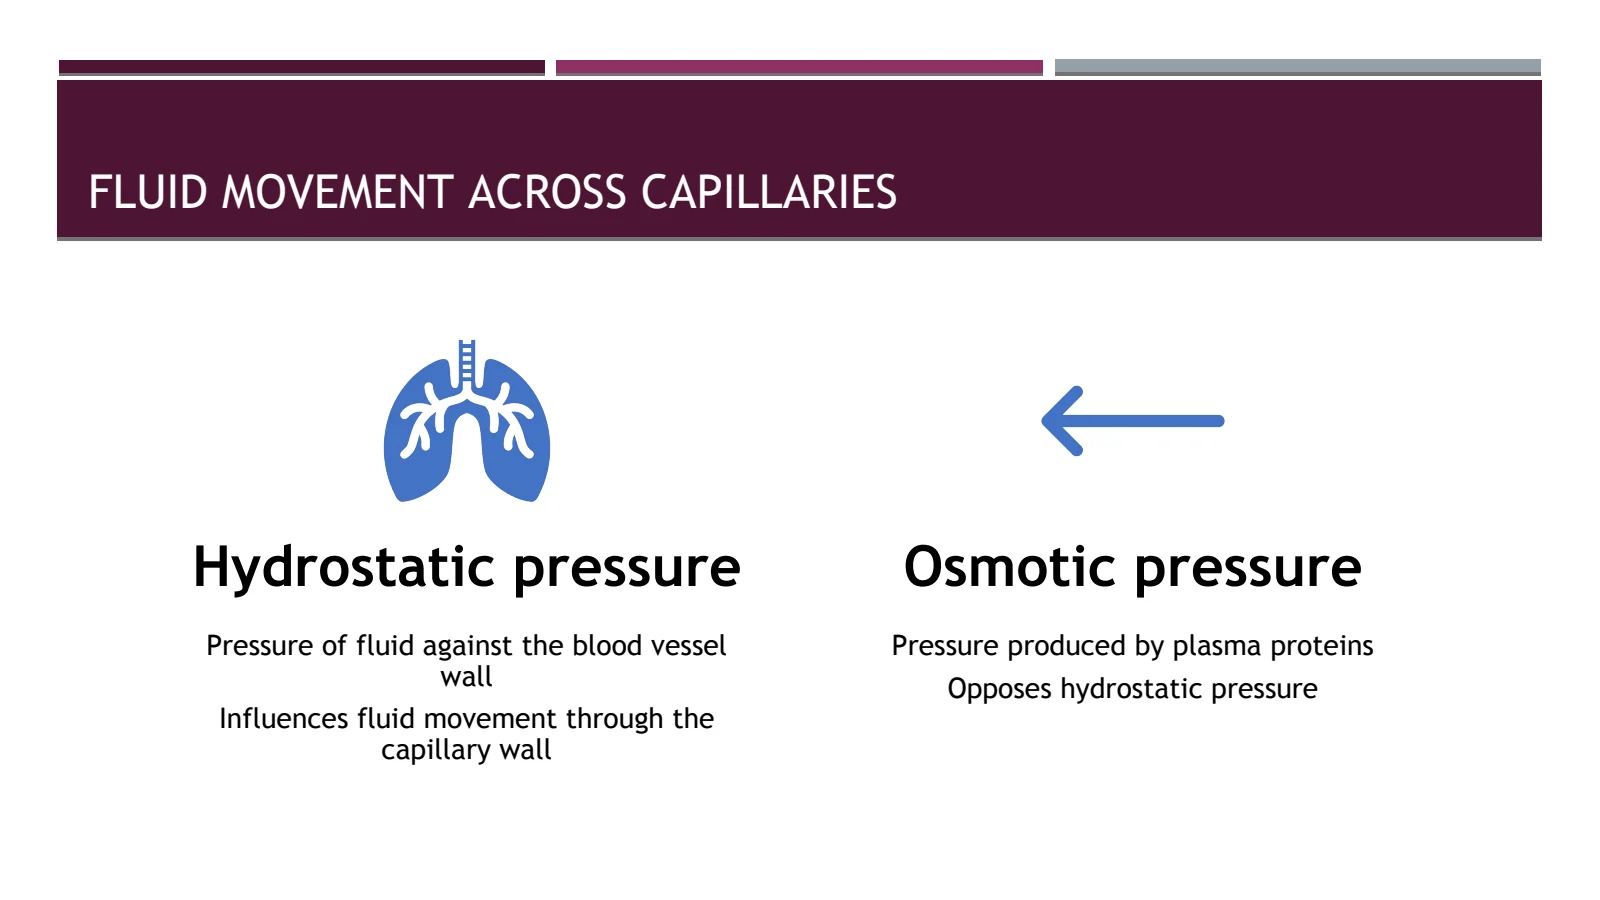 FLUID MOVEMENT ACROSS CAPILLARIES
Hydrostatic pressure
Pressure of fluid against the blood vessel
wall
Influences fluid movement through the
capillary wall
Osmotic pressure
Pressure produced by plasma proteins
Opposes hydrostatic pressure